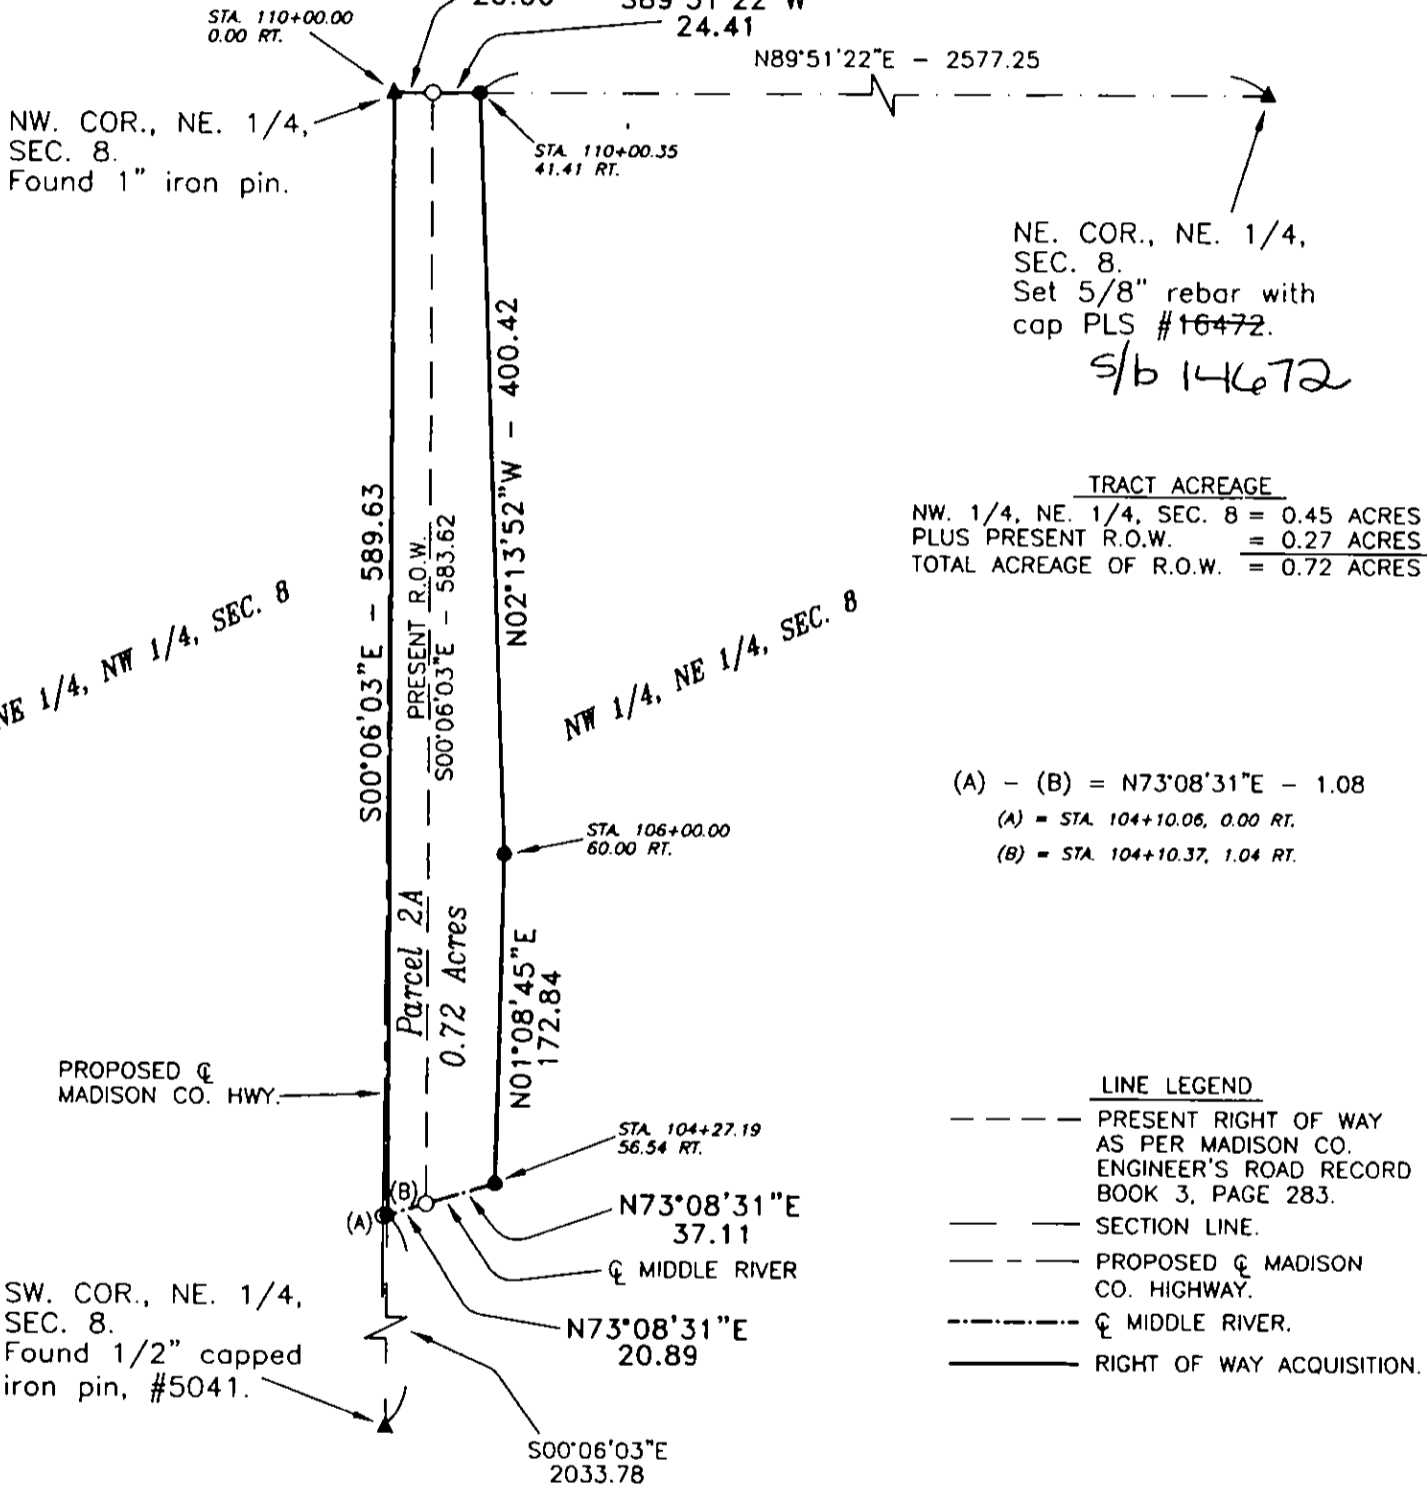 STA. 110+00.00
0.00 RT.
24.41
N89°51'22"E - 2577.25
NW. COR., NE. 1/4,
SEC. 8.
Found 1" iron pin.
STA. 110+00.35
41.41 RT.
NE. COR., NE. 1/4,
SEC. 8.
Set 5/8" rebar with
cap PLS #16472.
S/b 14672
N02°13'52"W - 400.42
S00°06'03"E - 589.63
PRESENT R.O.W.
S00°06'03"E - 583.62
TRACT ACREAGE
NW. 1/4, NE. 1/4, SEC. 8 = 0.45 ACRES
PLUS PRESENT R.O.W. = 0.27 ACRES
TOTAL ACREAGE OF R.O.W. = 0.72 ACRES
NE 1/4, NW 1/4, SEC. 8
NW 1/4, NE 1/4, SEC. 8
(A) - (B) = N73°08'31"E - 1.08
(A) = STA. 104+10.06, 0.00 RT.
(B) = STA. 104+10.37, 1.04 RT.
STA. 106+00.00
60.00 RT.
Parcel 2A
0.72 Acres
N01°08'45"E
172.84
PROPOSED ℄
MADISON CO. HWY.
STA. 104+27.19
56.54 RT.
(B)
(A)
N73°08'31"E
37.11
℄ MIDDLE RIVER
N73°08'31"E
20.89
SW. COR., NE. 1/4,
SEC. 8.
Found 1/2" capped
iron pin, #5041.
S00°06'03"E
2033.78
LINE LEGEND
PRESENT RIGHT OF WAY
AS PER MADISON CO.
ENGINEER'S ROAD RECORD
BOOK 3, PAGE 283.
SECTION LINE.
PROPOSED ℄ MADISON
CO. HIGHWAY.
℄ MIDDLE RIVER.
RIGHT OF WAY ACQUISITION.